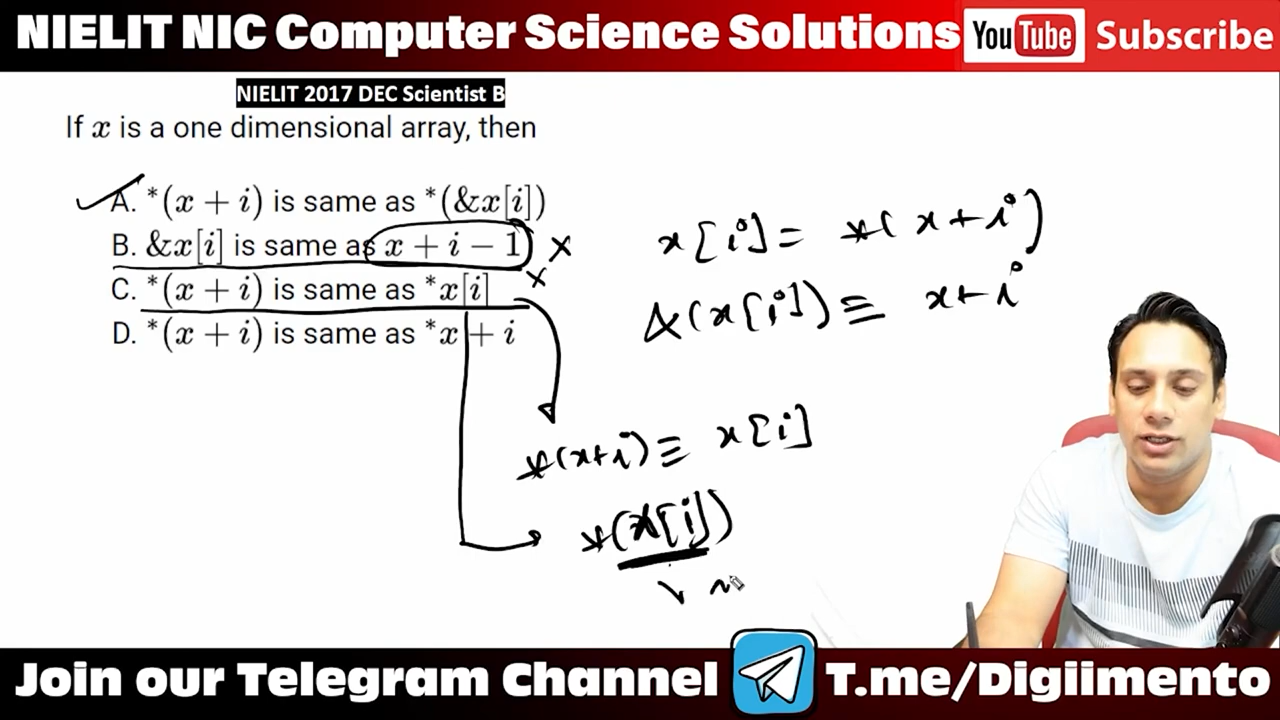 NIELIT NIC Computer Science Solutions YouTube Subscribe
NIELIT 2017 DEC Scientist B
If x is a one dimensional array, then
A. *(x + i) is same as *(&x[i])
B. &x[i] is same as x + i − 1
C. *(x + i) is same as *x[i]
D. *(x + i) is same as *x + i
x[i] = *(x+i)
&(x[i]) ≡ x+i
*(x+i) ≡ x[i]
*(x[i])
Join our Telegram Channel T.me/Digiimento